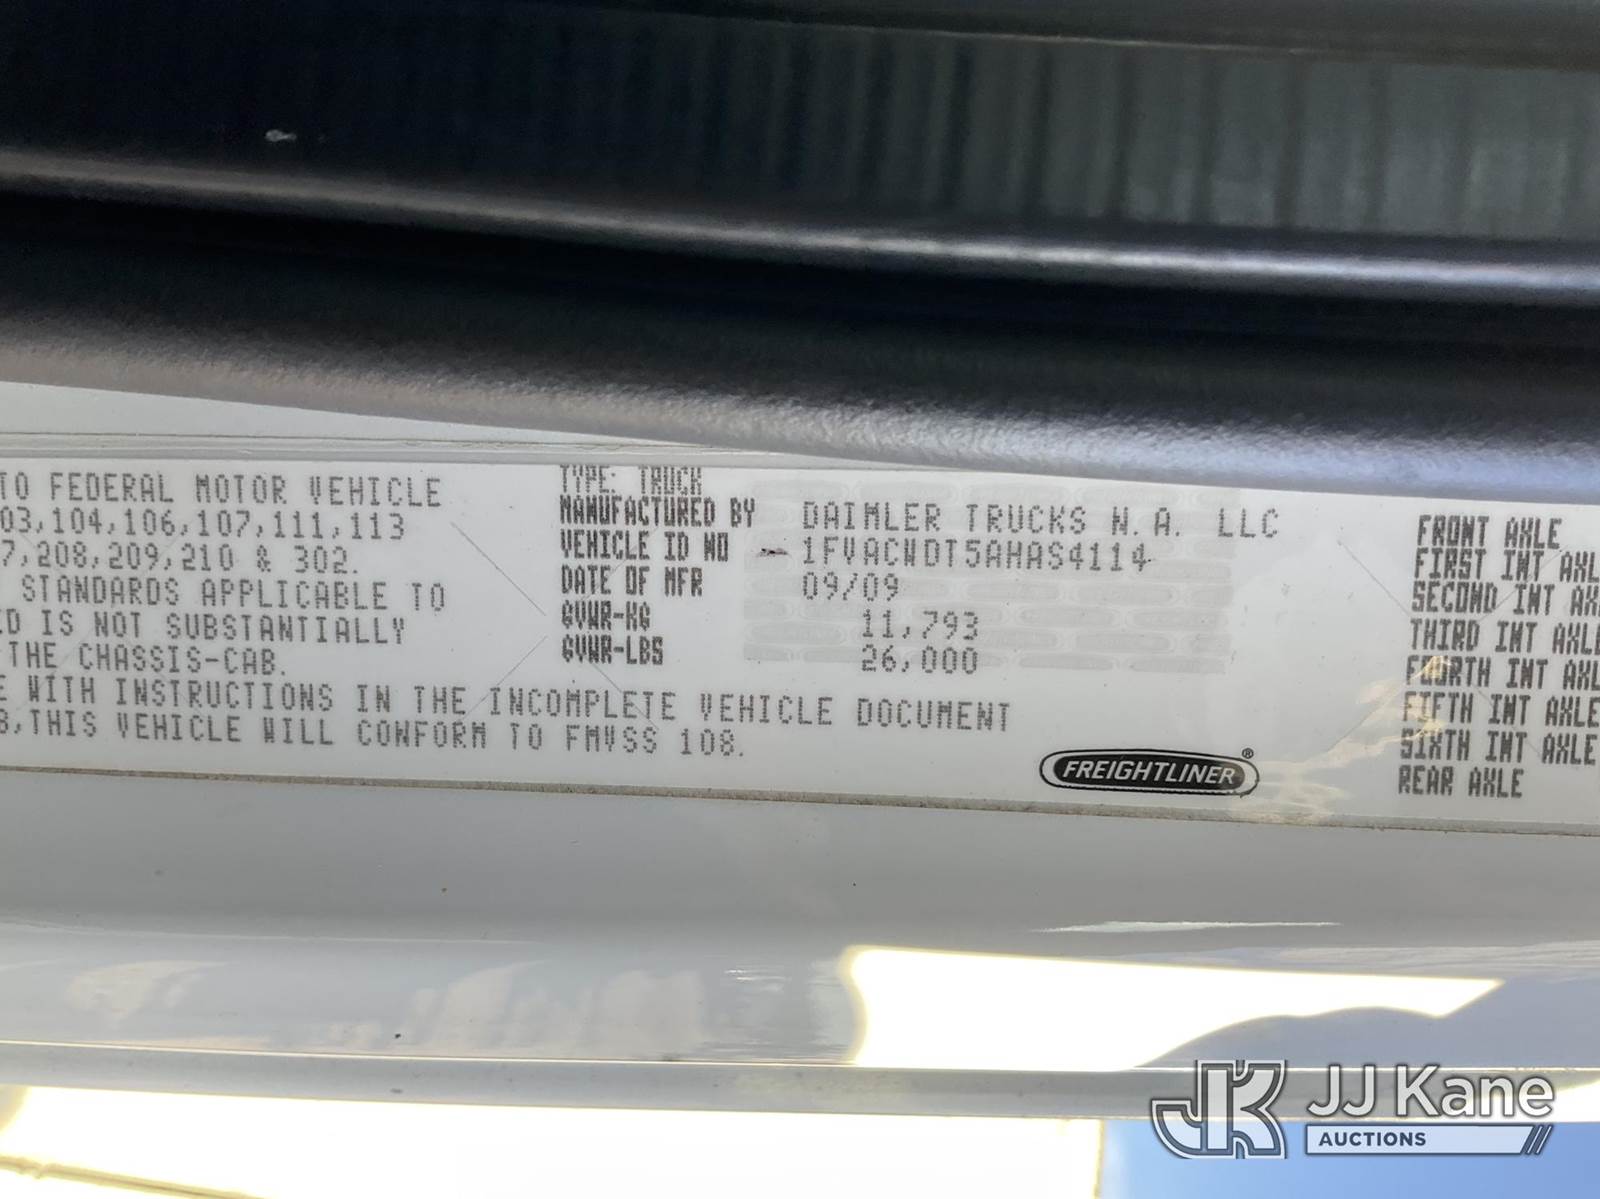 TO FEDERAL MOTOR VEHICLE
03,104,106,107,111,113
7,208,209,210 & 302.
STANDARDS APPLICABLE TO
ED IS NOT SUBSTANTIALLY
THE CHASSIS-CAB.
E WITH INSTRUCTIONS IN THE INCOMPLETE VEHICLE DOCUMENT
B,THIS VEHICLE WILL CONFORM TO FMVSS 108.
TYPE: TRUCK
MANUFACTURED BY DAIMLER TRUCKS N.A. LLC
VEHICLE ID NO 1FVACWDT5AHAS4114
DATE OF MFR 09/09
GVWR-KG 11,793
GVWR-LBS 26,000
FREIGHTLINER®
FRONT AXLE
FIRST INT AXL
SECOND INT AX
THIRD INT AXLE
FOURTH INT AXL
FIFTH INT AXLE
SIXTH INT AXLE
REAR AXLE
JK JJ Kane
AUCTIONS